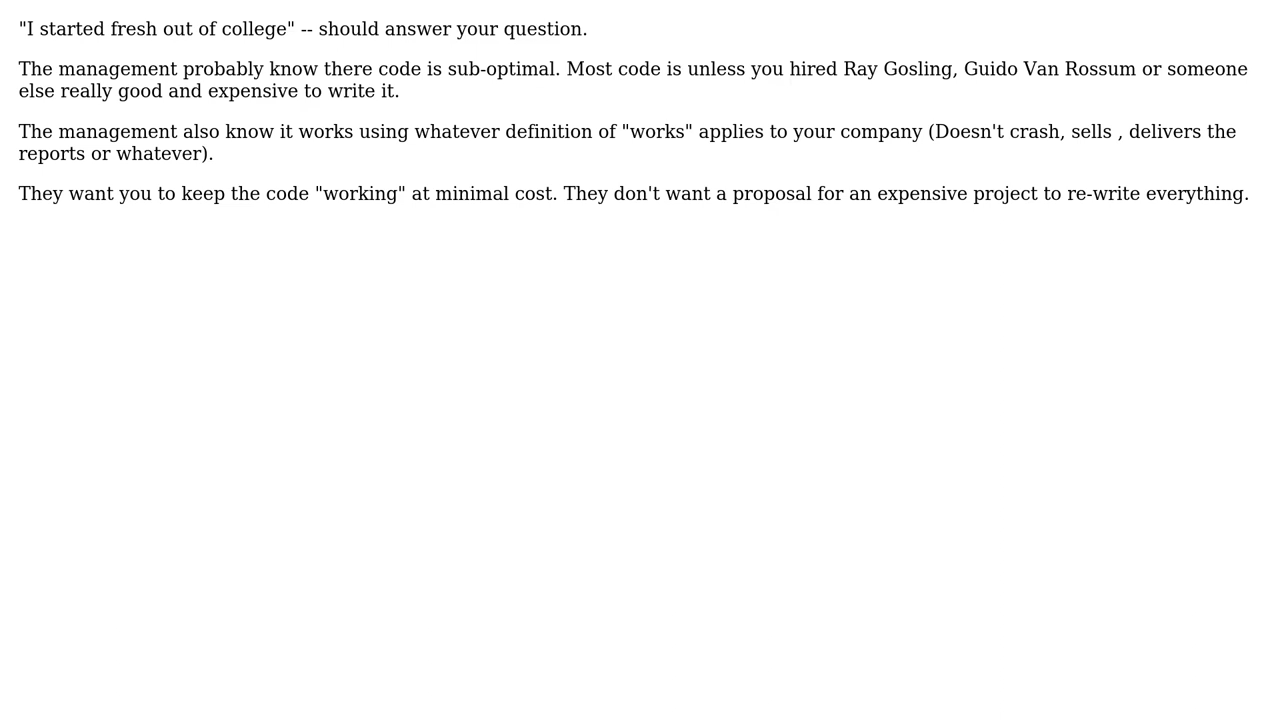 "I started fresh out of college" -- should answer your question.
The management probably know there code is sub-optimal. Most code is unless you hired Ray Gosling, Guido Van Rossum or someone
else really good and expensive to write it.
The management also know it works using whatever definition of "works" applies to your company (Doesn't crash, sells , delivers the
reports or whatever).
They want you to keep the code "working" at minimal cost. They don't want a proposal for an expensive project to re-write everything.